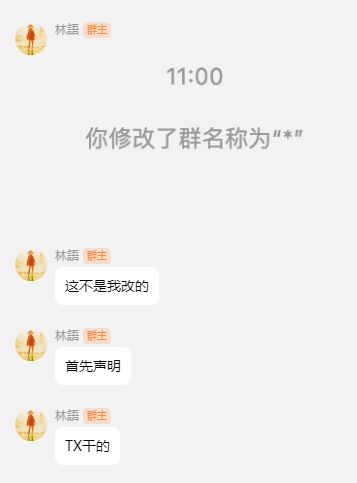 林語 群主
11:00
你修改了群名称为“*”
林語 群主
这不是我改的
林語 群主
首先声明
林語 群主
TX干的